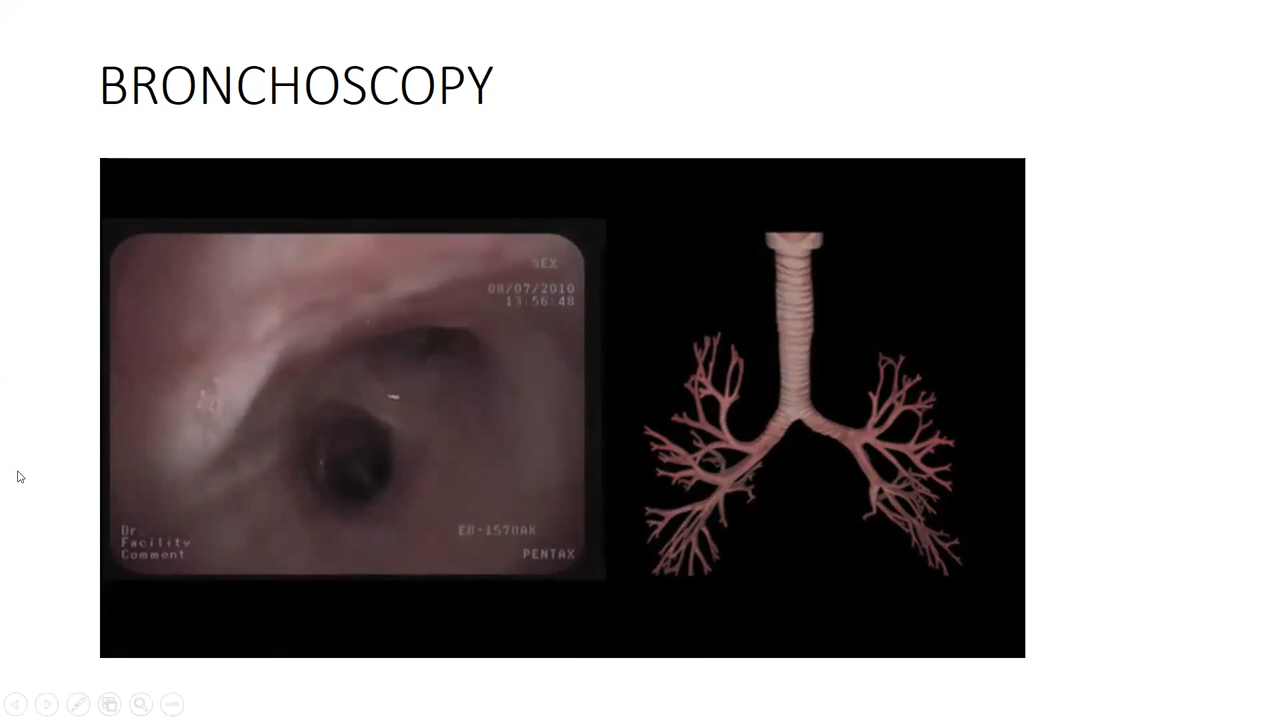 BRONCHOSCOPY
SEX
08/07/2010
13:56:48
Dr.
Facility
Comment
EB-1570AK
PENTAX